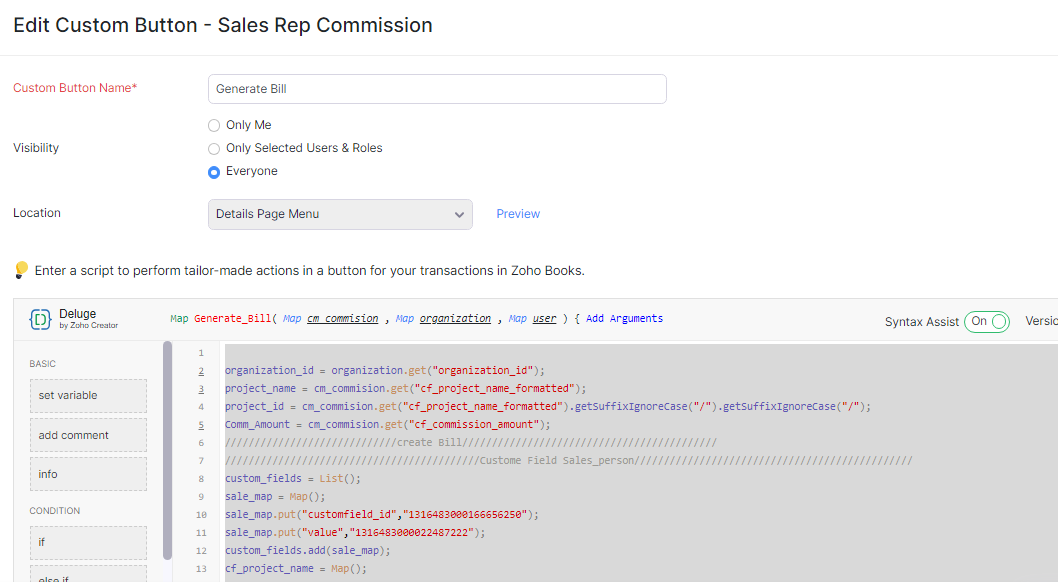 Edit Custom Button - Sales Rep Commission
Custom Button Name*
Generate Bill
Visibility
Only Me
Only Selected Users & Roles
Everyone
Location
Details Page Menu
Preview
Enter a script to perform tailor-made actions in a button for your transactions in Zoho Books.
Deluge
by Zoho Creator
Map Generate_Bill( Map cm_commision , Map organization , Map user ) { Add Arguments
Syntax Assist On
Versio
BASIC
set variable
add comment
info
CONDITION
if
else if
1
2 organization_id = organization.get("organization_id");
3 project_name = cm_commision.get("cf_project_name_formatted");
4 project_id = cm_commision.get("cf_project_name_formatted").getSuffixIgnoreCase("/").getSuffixIgnoreCase("/");
5 Comm_Amount = cm_commision.get("cf_commission_amount");
6 /////////////////////////////create Bill///////////////////////////////////////////
7 ///////////////////////////////////////////Custome Field Sales_person///////////////////////////////////////////////
8 custom_fields = List();
9 sale_map = Map();
10 sale_map.put("customfield_id","1316483000166656250");
11 sale_map.put("value","1316483000022487222");
12 custom_fields.add(sale_map);
13 cf_project_name = Map();